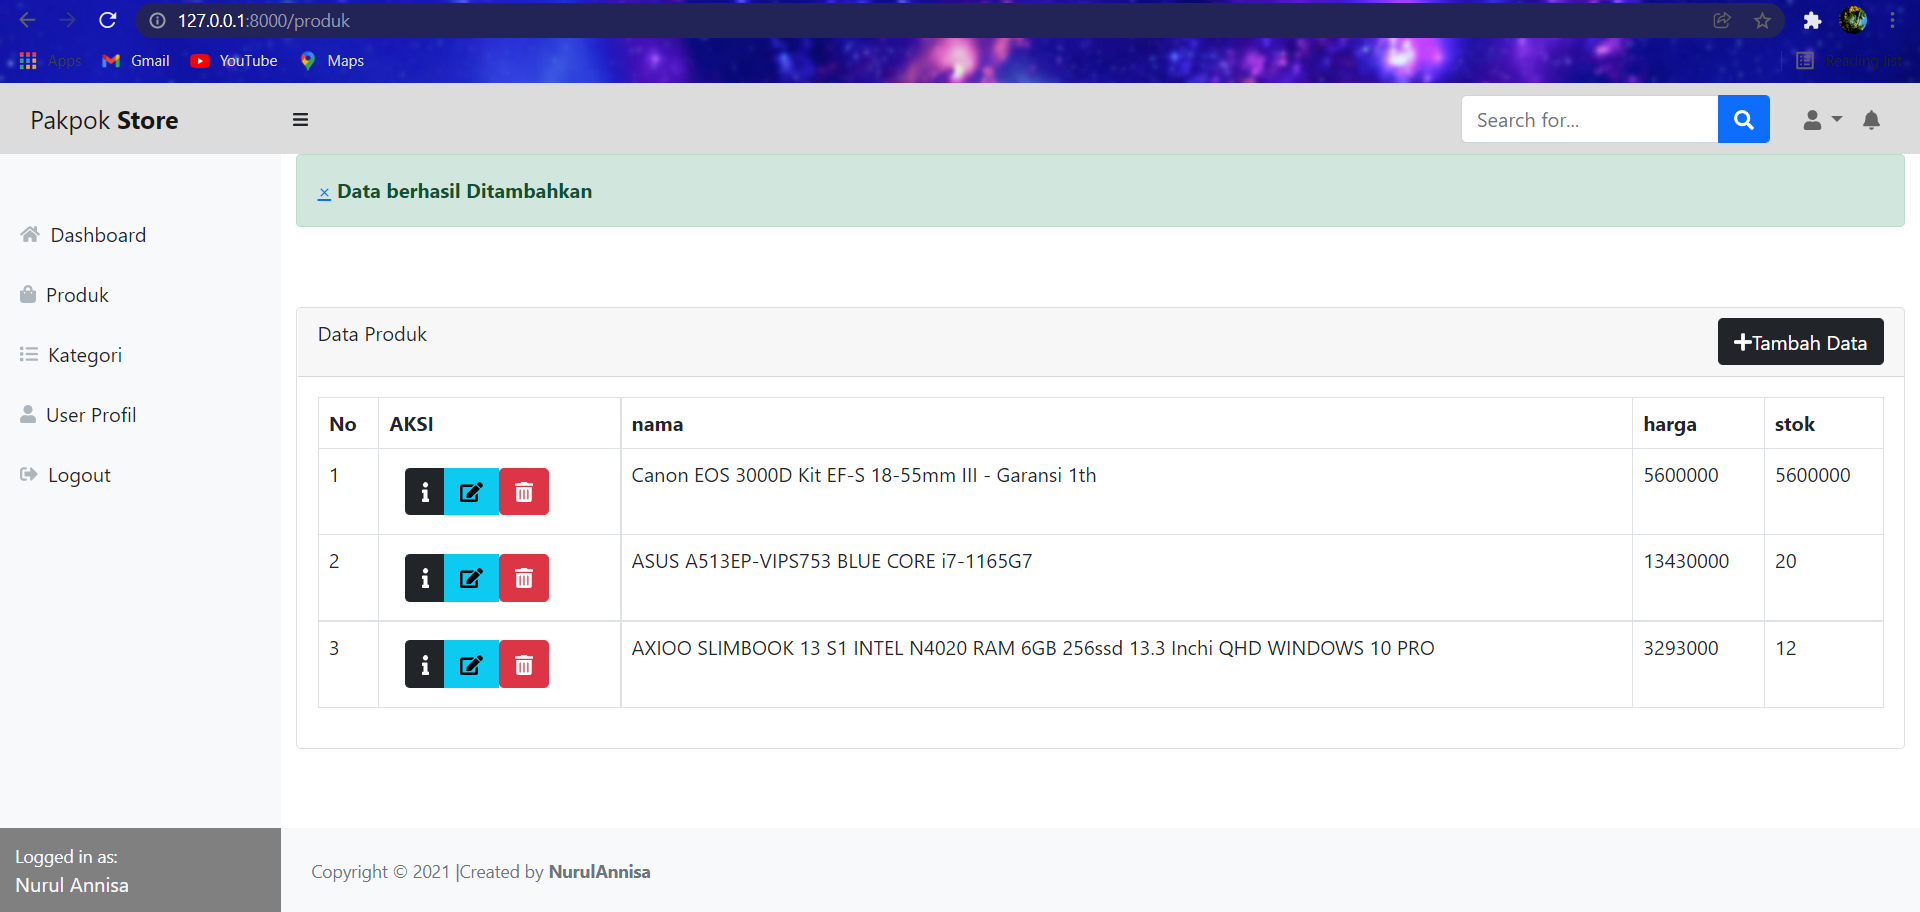 127.0.0.1:8000/produk
Apps Gmail YouTube Maps Reading list
Pakpok Store
Search for...
× Data berhasil Ditambahkan
Dashboard
Produk
Kategori
User Profil
Logout
Data Produk
Tambah Data
No AKSI nama harga stok
1 Canon EOS 3000D Kit EF-S 18-55mm III - Garansi 1th 5600000 5600000
2 ASUS A513EP-VIPS753 BLUE CORE i7-1165G7 13430000 20
3 AXIOO SLIMBOOK 13 S1 INTEL N4020 RAM 6GB 256ssd 13.3 Inchi QHD WINDOWS 10 PRO 3293000 12
Logged in as:
Nurul Annisa
Copyright © 2021 |Created by NurulAnnisa